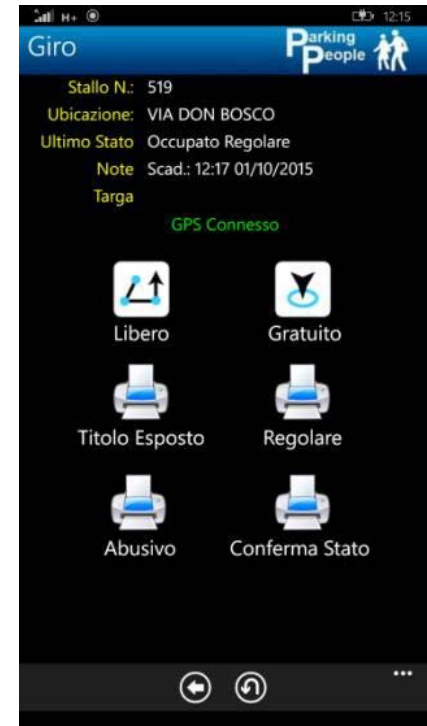 H+ 12:15
Giro Parking People
Stallo N.: 519
Ubicazione: VIA DON BOSCO
Ultimo Stato Occupato Regolare
Note Scad.: 12:17 01/10/2015
Targa
GPS Connesso
Libero Gratuito
Titolo Esposto Regolare
Abusivo Conferma Stato